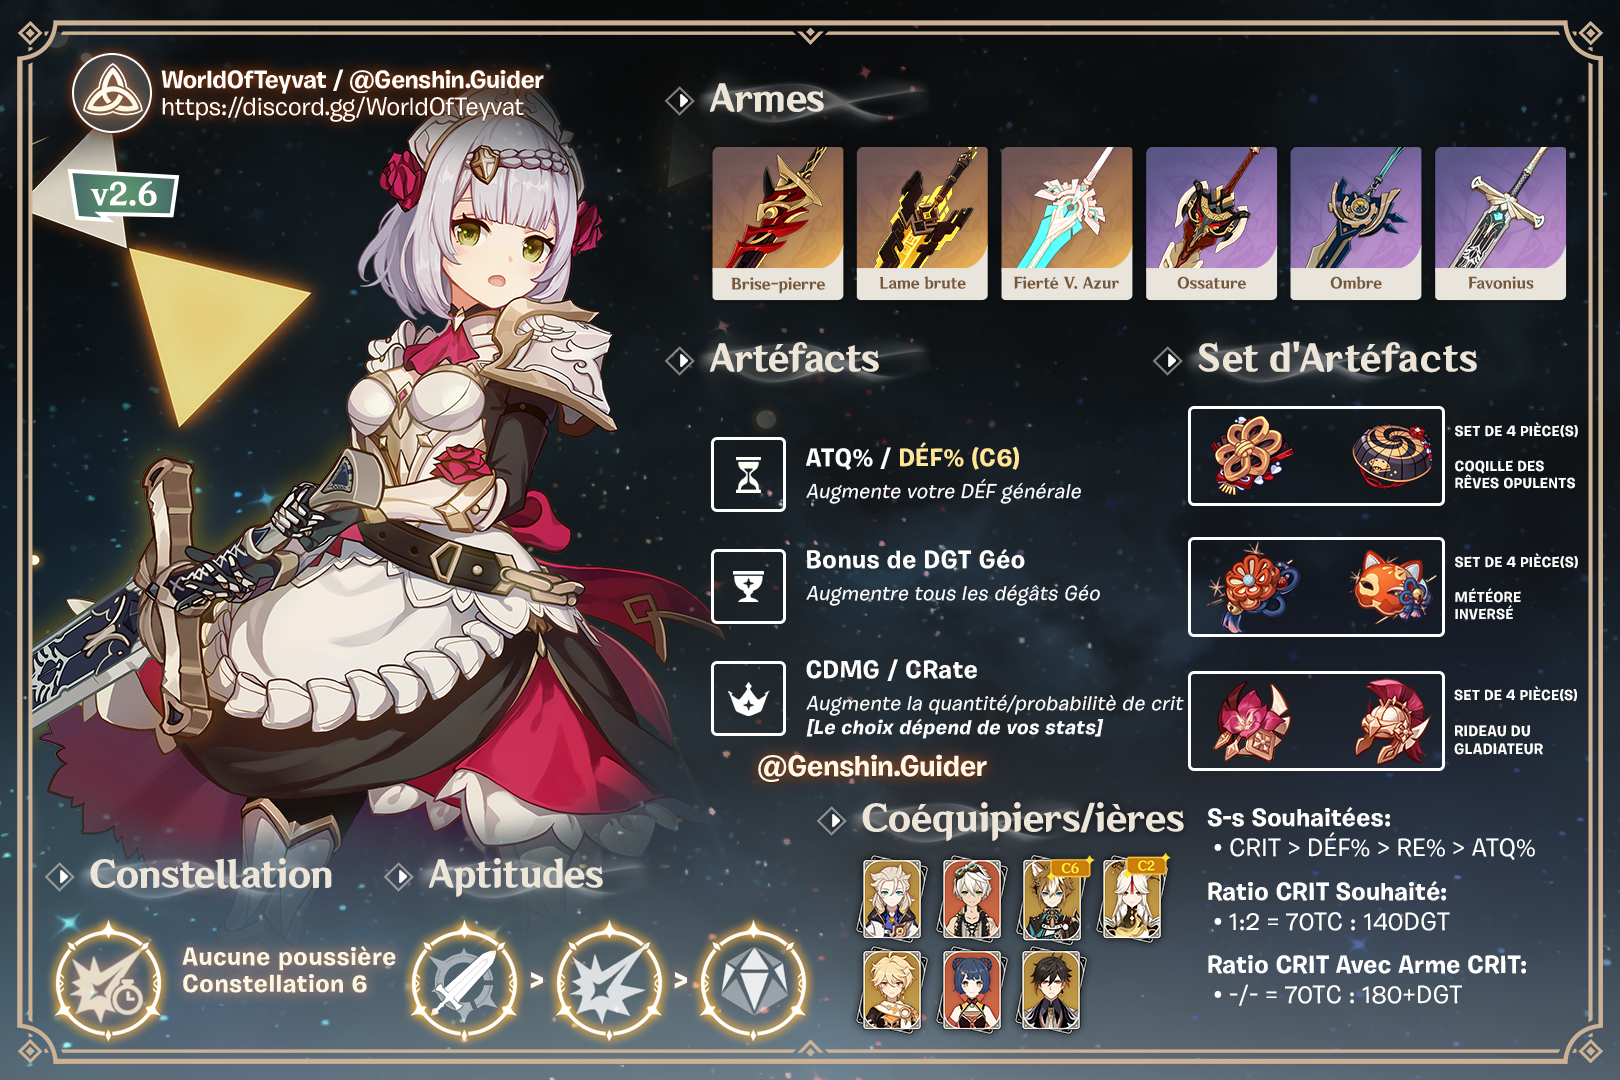 WorldOfTeyvat / @Genshin.Guider
https://discord.gg/WorldOfTeyvat
v2.6
Armes
Brise-pierre
Lame brute
Fierté V. Azur
Ossature
Ombre
Favonius
Artéfacts
ATQ% / DÉF% (C6)
Augmente votre DÉF générale
Bonus de DGT Géo
Augmentre tous les dégâts Géo
CDMG / CRate
Augmente la quantité/probabilitè de crit
[Le choix dépend de vos stats]
@Genshin.Guider
Set d'Artéfacts
SET DE 4 PIÈCE(S)
COQILLE DES
RÊVES OPULENTS
SET DE 4 PIÈCE(S)
MÉTÉORE
INVERSÉ
SET DE 4 PIÈCE(S)
RIDEAU DU
GLADIATEUR
Coéquipiers/ières
C6
C2
S-s Souhaitées:
• CRIT > DÉF% > RE% > ATQ%
Ratio CRIT Souhaité:
• 1:2 = 70TC : 140DGT
Ratio CRIT Avec Arme CRIT:
• -/- = 70TC : 180+DGT
Constellation
Aucune poussière
Constellation 6
Aptitudes
> >